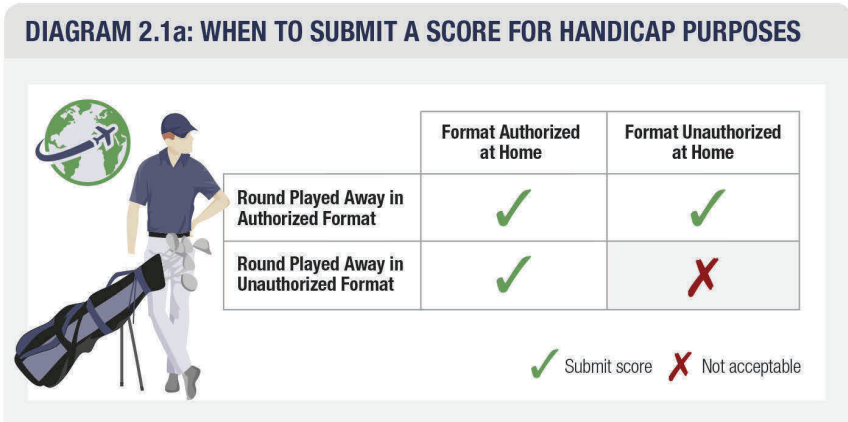 DIAGRAM 2.1a: WHEN TO SUBMIT A SCORE FOR HANDICAP PURPOSES
Format Authorized
at Home
Format Unauthorized
at Home
Round Played Away in
Authorized Format
Round Played Away in
Unauthorized Format
✓ Submit score ✗ Not acceptable